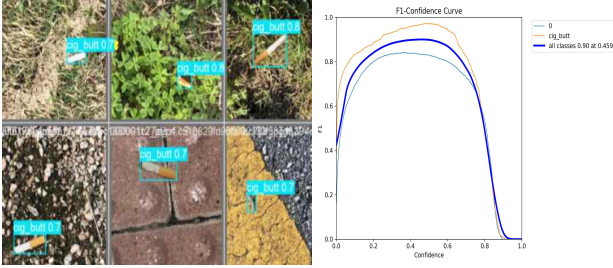 cig_butt 0.7
cig_butt 0.8
cig_butt 0.8
cig_butt 0.7
cig_butt 0.7
cig_butt 0.7
F1-Confidence Curve
0
cig_butt
all classes 0.90 at 0.459
1.0
0.8
0.6
0.4
0.2
0.0
F1
0.0 0.2 0.4 0.6 0.8 1.0
Confidence